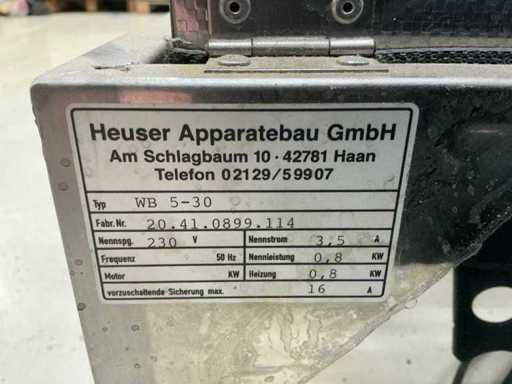 Heuser Apparatebau GmbH
Am Schlagbaum 10 · 42781 Haan
Telefon 02129/59907
Typ WB 5-30
Fabr. Nr. 20.41.0899.114
Nennspg. 230 V Nennstrom 3,5 A
Frequenz 50 Hz Nennleistung 0,8 KW
Motor KW Heizung 0,8 KW
vorzuschaltende Sicherung max. 16 A